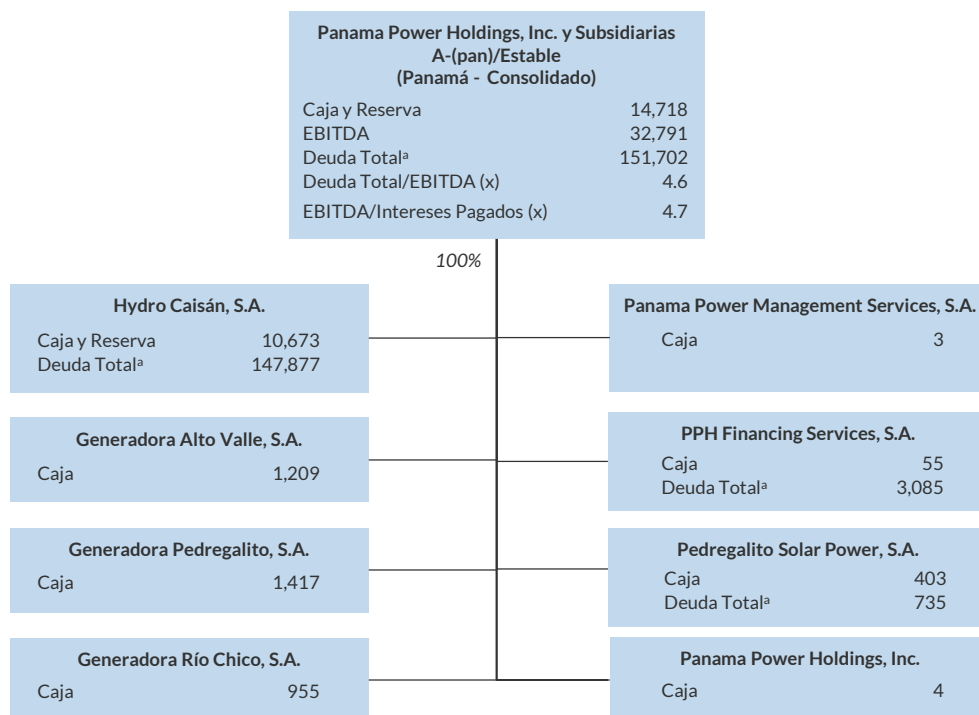 Panama Power Holdings, Inc. y Subsidiarias
A-(pan)/Estable
(Panamá - Consolidado)
Caja y Reserva 14,718
EBITDA 32,791
Deuda Totalᵃ 151,702
Deuda Total/EBITDA (x) 4.6
EBITDA/Intereses Pagados (x) 4.7
100%
Hydro Caisán, S.A.
Caja y Reserva 10,673
Deuda Totalᵃ 147,877
Panama Power Management Services, S.A.
Caja 3
Generadora Alto Valle, S.A.
Caja 1,209
PPH Financing Services, S.A.
Caja 55
Deuda Totalᵃ 3,085
Generadora Pedregalito, S.A.
Caja 1,417
Pedregalito Solar Power, S.A.
Caja 403
Deuda Totalᵃ 735
Generadora Río Chico, S.A.
Caja 955
Panama Power Holdings, Inc.
Caja 4